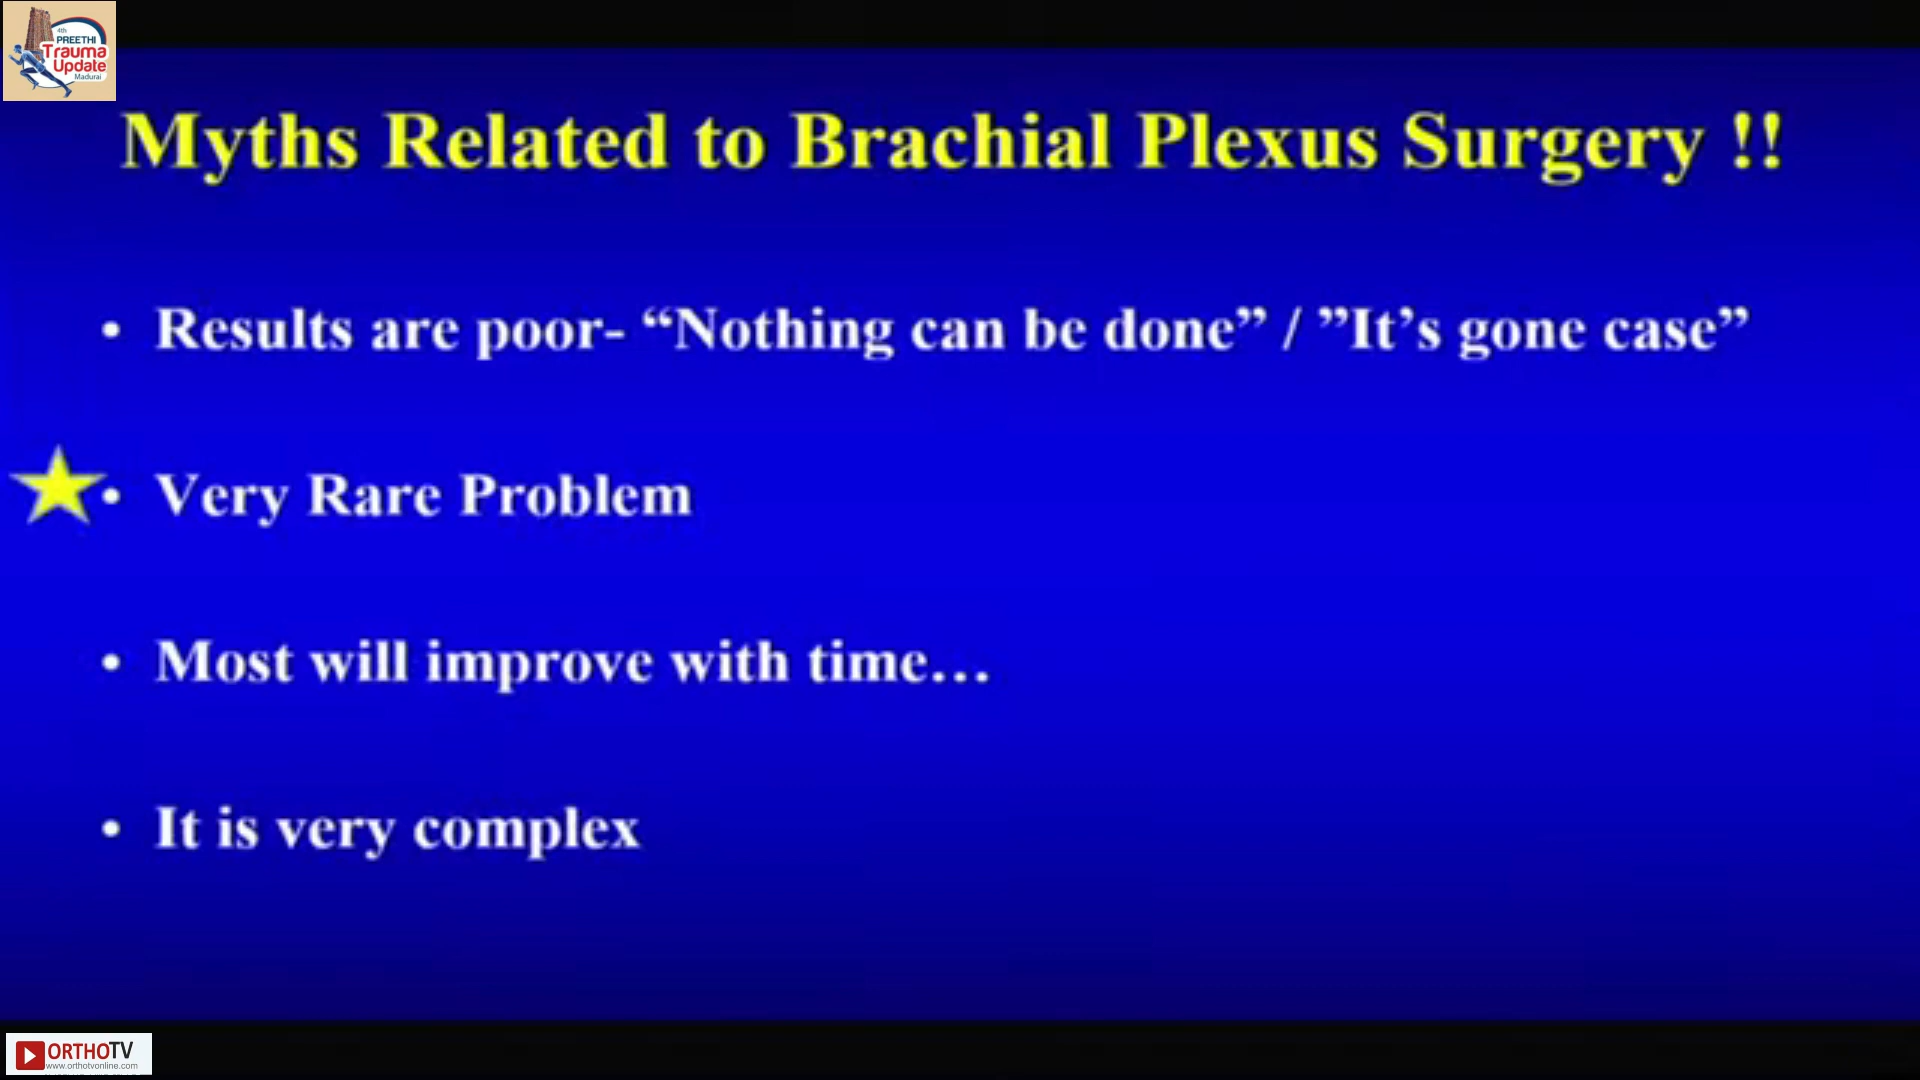 4th
PREETHI
Trauma
Update
Madurai
Myths Related to Brachial Plexus Surgery !!
• Results are poor- “Nothing can be done” / ”It’s gone case”
• Very Rare Problem
• Most will improve with time…
• It is very complex
ORTHOTV
www.orthotvonline.com